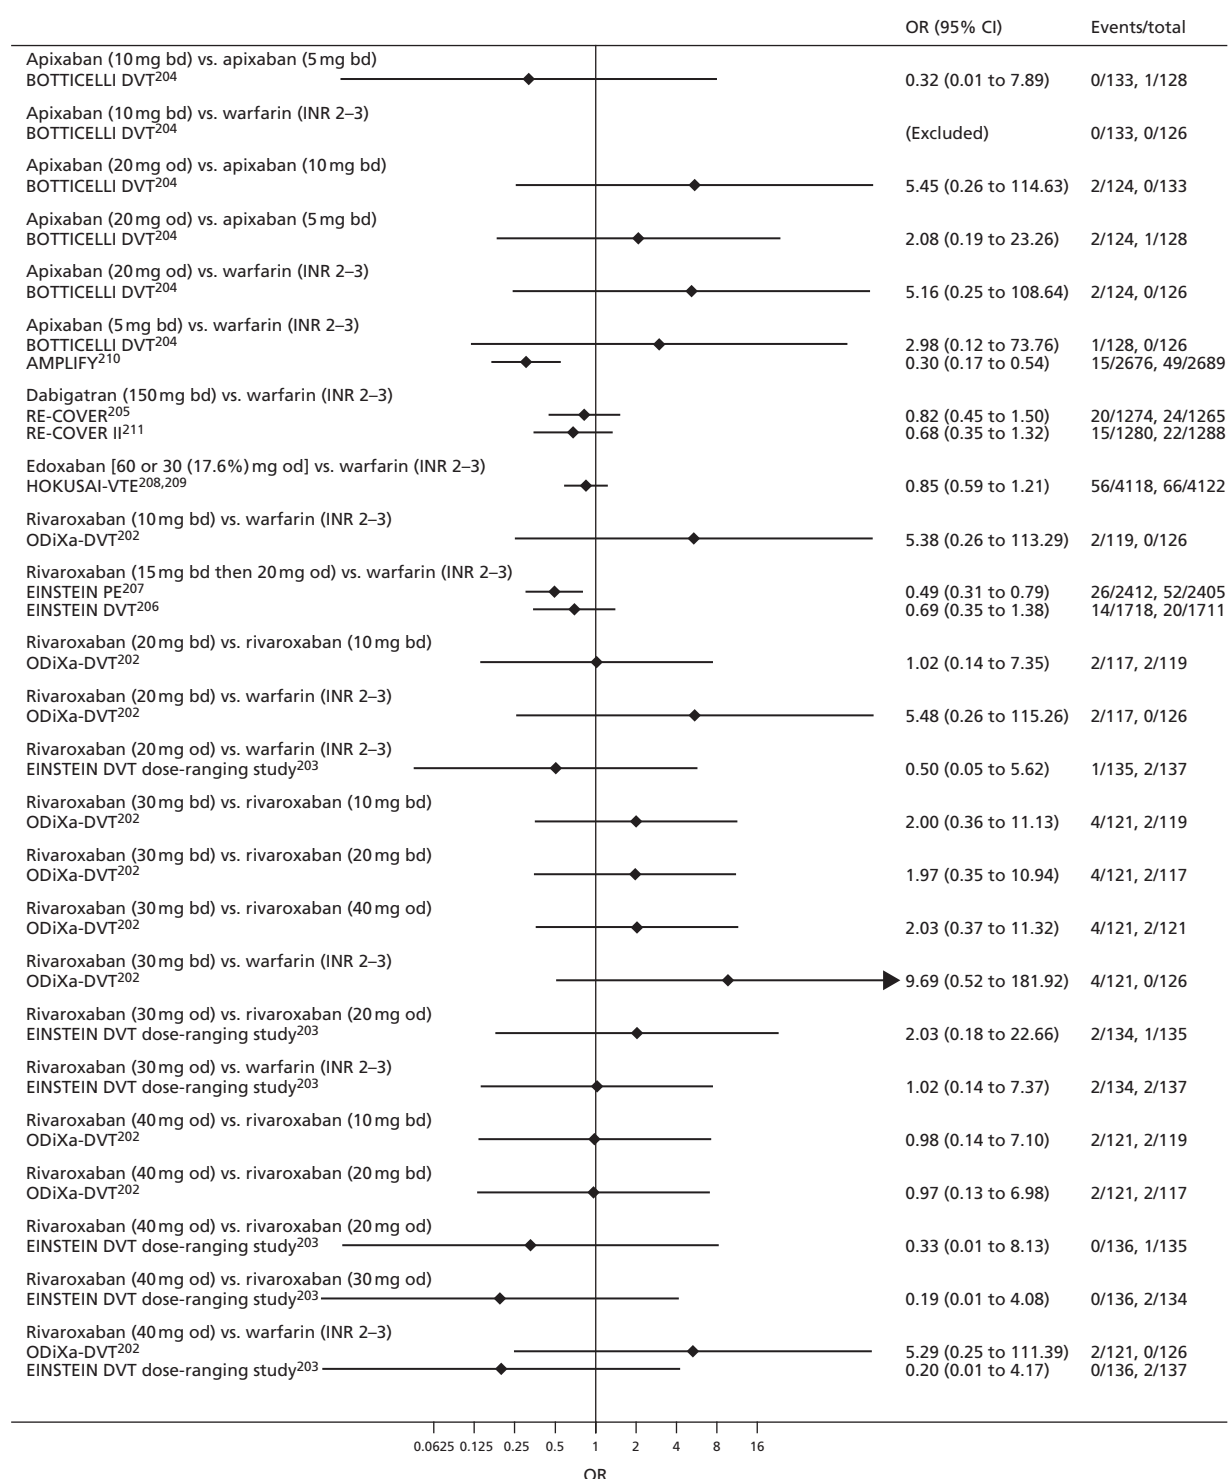 OR (95% CI) Events/total
Apixaban (10 mg bd) vs. apixaban (5 mg bd)
BOTTICELLI DVT204 0.32 (0.01 to 7.89) 0/133, 1/128
Apixaban (10 mg bd) vs. warfarin (INR 2–3)
BOTTICELLI DVT204 (Excluded) 0/133, 0/126
Apixaban (20 mg od) vs. apixaban (10 mg bd)
BOTTICELLI DVT204 5.45 (0.26 to 114.63) 2/124, 0/133
Apixaban (20 mg od) vs. apixaban (5 mg bd)
BOTTICELLI DVT204 2.08 (0.19 to 23.26) 2/124, 1/128
Apixaban (20 mg od) vs. warfarin (INR 2–3)
BOTTICELLI DVT204 5.16 (0.25 to 108.64) 2/124, 0/126
Apixaban (5 mg bd) vs. warfarin (INR 2–3)
BOTTICELLI DVT204 2.98 (0.12 to 73.76) 1/128, 0/126
AMPLIFY210 0.30 (0.17 to 0.54) 15/2676, 49/2689
Dabigatran (150 mg bd) vs. warfarin (INR 2–3)
RE-COVER205 0.82 (0.45 to 1.50) 20/1274, 24/1265
RE-COVER II211 0.68 (0.35 to 1.32) 15/1280, 22/1288
Edoxaban [60 or 30 (17.6%) mg od] vs. warfarin (INR 2–3)
HOKUSAI-VTE208,209 0.85 (0.59 to 1.21) 56/4118, 66/4122
Rivaroxaban (10 mg bd) vs. warfarin (INR 2–3)
ODiXa-DVT202 5.38 (0.26 to 113.29) 2/119, 0/126
Rivaroxaban (15 mg bd then 20 mg od) vs. warfarin (INR 2–3)
EINSTEIN PE207 0.49 (0.31 to 0.79) 26/2412, 52/2405
EINSTEIN DVT206 0.69 (0.35 to 1.38) 14/1718, 20/1711
Rivaroxaban (20 mg bd) vs. rivaroxaban (10 mg bd)
ODiXa-DVT202 1.02 (0.14 to 7.35) 2/117, 2/119
Rivaroxaban (20 mg bd) vs. warfarin (INR 2–3)
ODiXa-DVT202 5.48 (0.26 to 115.26) 2/117, 0/126
Rivaroxaban (20 mg od) vs. warfarin (INR 2–3)
EINSTEIN DVT dose-ranging study203 0.50 (0.05 to 5.62) 1/135, 2/137
Rivaroxaban (30 mg bd) vs. rivaroxaban (10 mg bd)
ODiXa-DVT202 2.00 (0.36 to 11.13) 4/121, 2/119
Rivaroxaban (30 mg bd) vs. rivaroxaban (20 mg bd)
ODiXa-DVT202 1.97 (0.35 to 10.94) 4/121, 2/117
Rivaroxaban (30 mg bd) vs. rivaroxaban (40 mg od)
ODiXa-DVT202 2.03 (0.37 to 11.32) 4/121, 2/121
Rivaroxaban (30 mg bd) vs. warfarin (INR 2–3)
ODiXa-DVT202 9.69 (0.52 to 181.92) 4/121, 0/126
Rivaroxaban (30 mg od) vs. rivaroxaban (20 mg od)
EINSTEIN DVT dose-ranging study203 2.03 (0.18 to 22.66) 2/134, 1/135
Rivaroxaban (30 mg od) vs. warfarin (INR 2–3)
EINSTEIN DVT dose-ranging study203 1.02 (0.14 to 7.37) 2/134, 2/137
Rivaroxaban (40 mg od) vs. rivaroxaban (10 mg bd)
ODiXa-DVT202 0.98 (0.14 to 7.10) 2/121, 2/119
Rivaroxaban (40 mg od) vs. rivaroxaban (20 mg bd)
ODiXa-DVT202 0.97 (0.13 to 6.98) 2/121, 2/117
Rivaroxaban (40 mg od) vs. rivaroxaban (20 mg od)
EINSTEIN DVT dose-ranging study203 0.33 (0.01 to 8.13) 0/136, 1/135
Rivaroxaban (40 mg od) vs. rivaroxaban (30 mg od)
EINSTEIN DVT dose-ranging study203 0.19 (0.01 to 4.08) 0/136, 2/134
Rivaroxaban (40 mg od) vs. warfarin (INR 2–3)
ODiXa-DVT202 5.29 (0.25 to 111.39) 2/121, 0/126
EINSTEIN DVT dose-ranging study203 0.20 (0.01 to 4.17) 0/136, 2/137
0.0625 0.125 0.25 0.5 1 2 4 8 16
OR